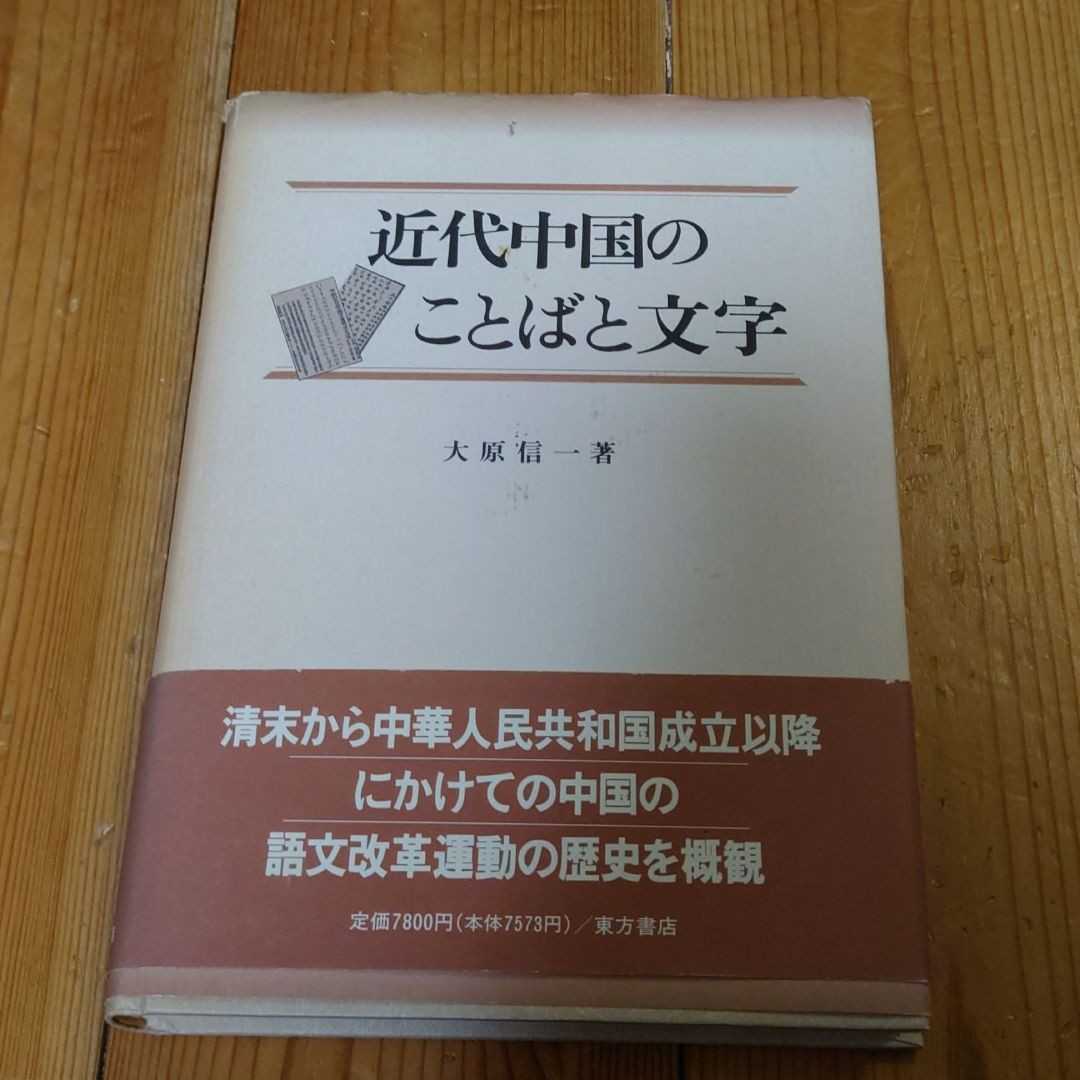 近代中国の
ことばと文字
大原信一著
清末から中華人民共和国成立以降
にかけての中国の
語文改革運動の歴史を概観
定価7800円(本体7573円)/東方書店